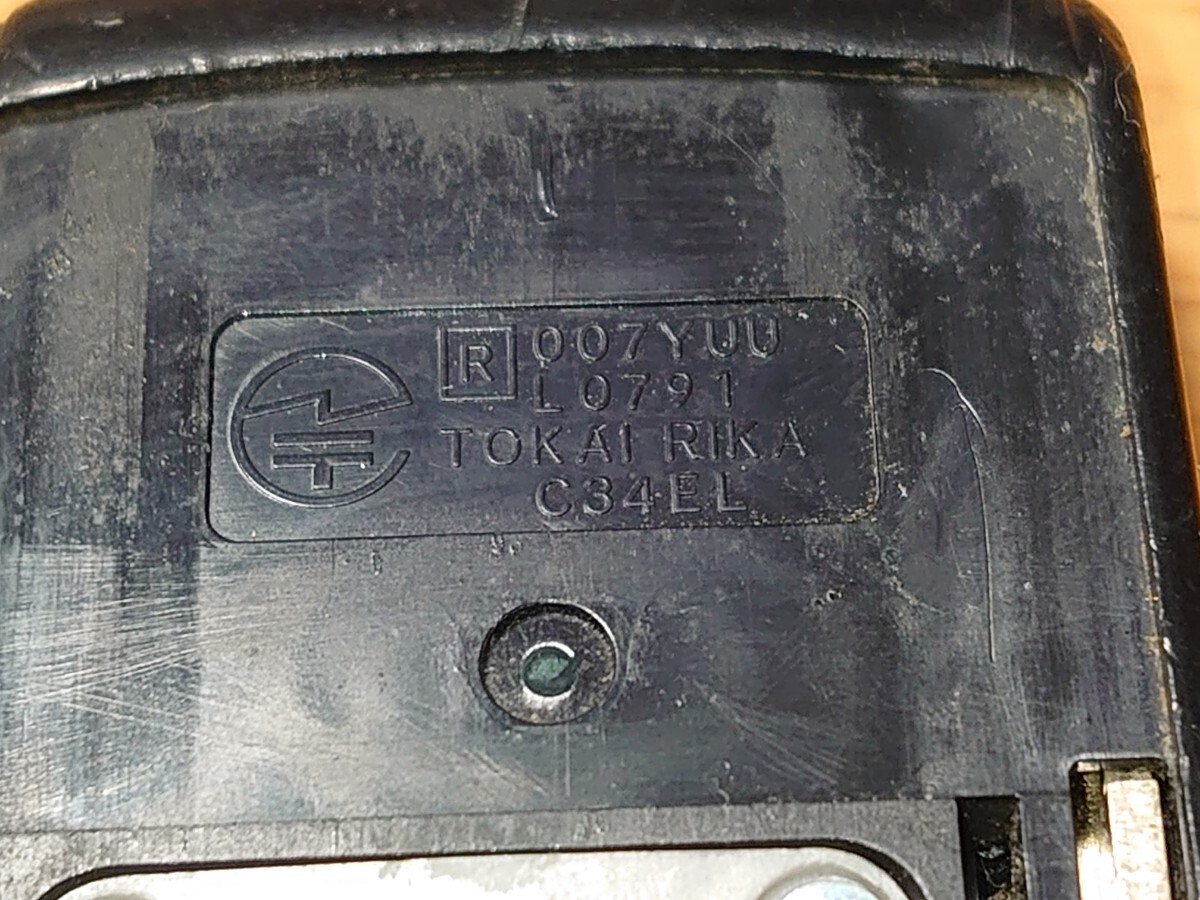 R 007YUU
L0791
TOKAI RIKA
C34EL